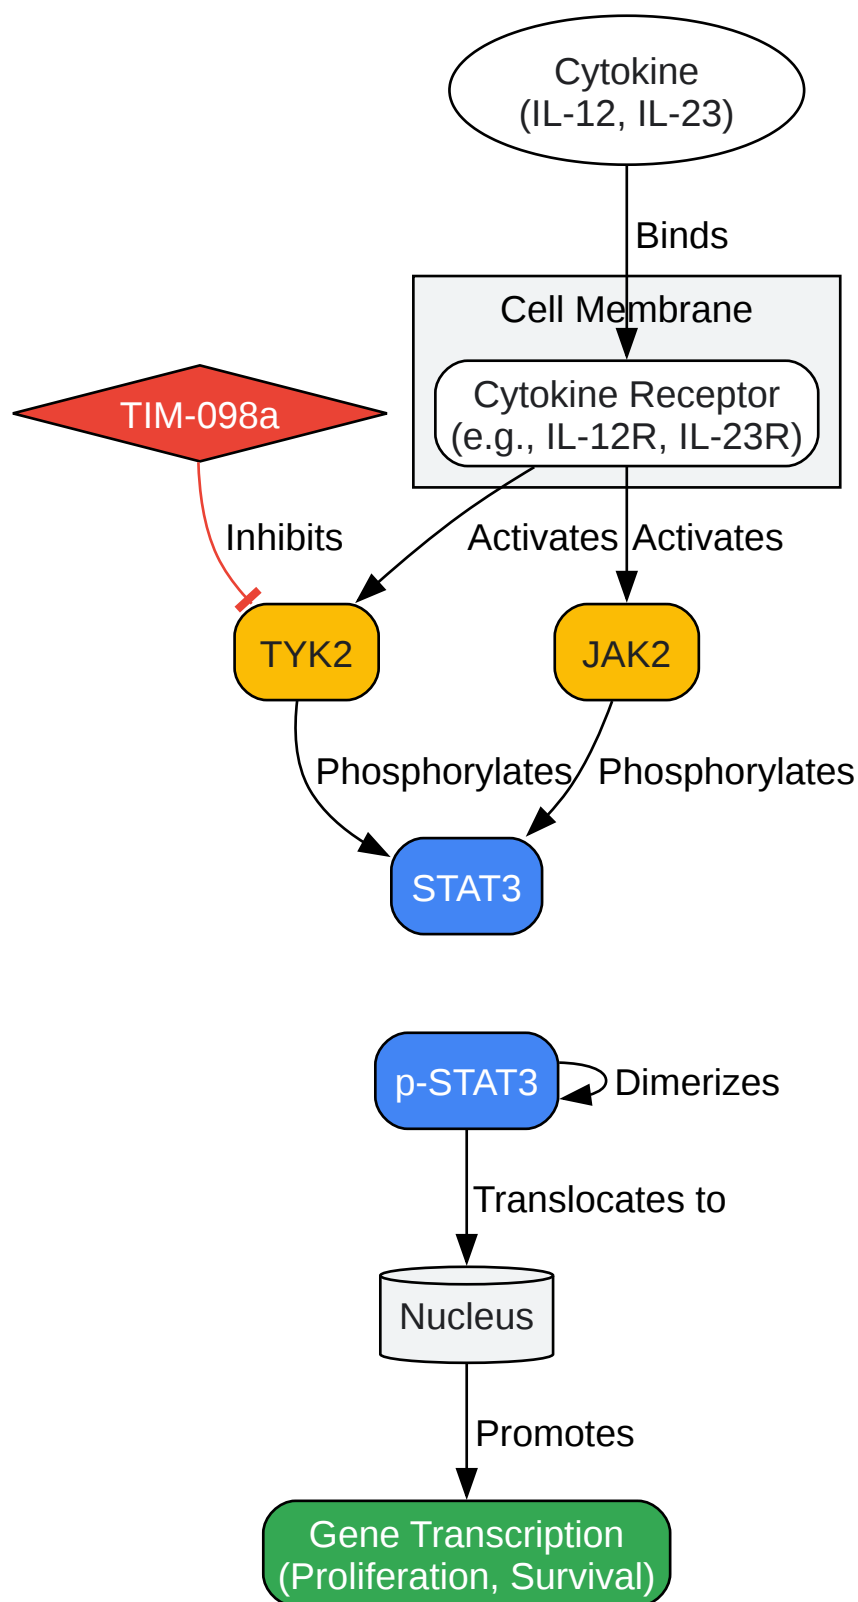 Cytokine
(IL-12, IL-23)
Binds
Cell Membrane
Cytokine Receptor
(e.g., IL-12R, IL-23R)
TIM-098a
Inhibits
Activates
Activates
TYK2
JAK2
Phosphorylates
Phosphorylates
STAT3
p-STAT3
Dimerizes
Translocates to
Nucleus
Promotes
Gene Transcription
(Proliferation, Survival)